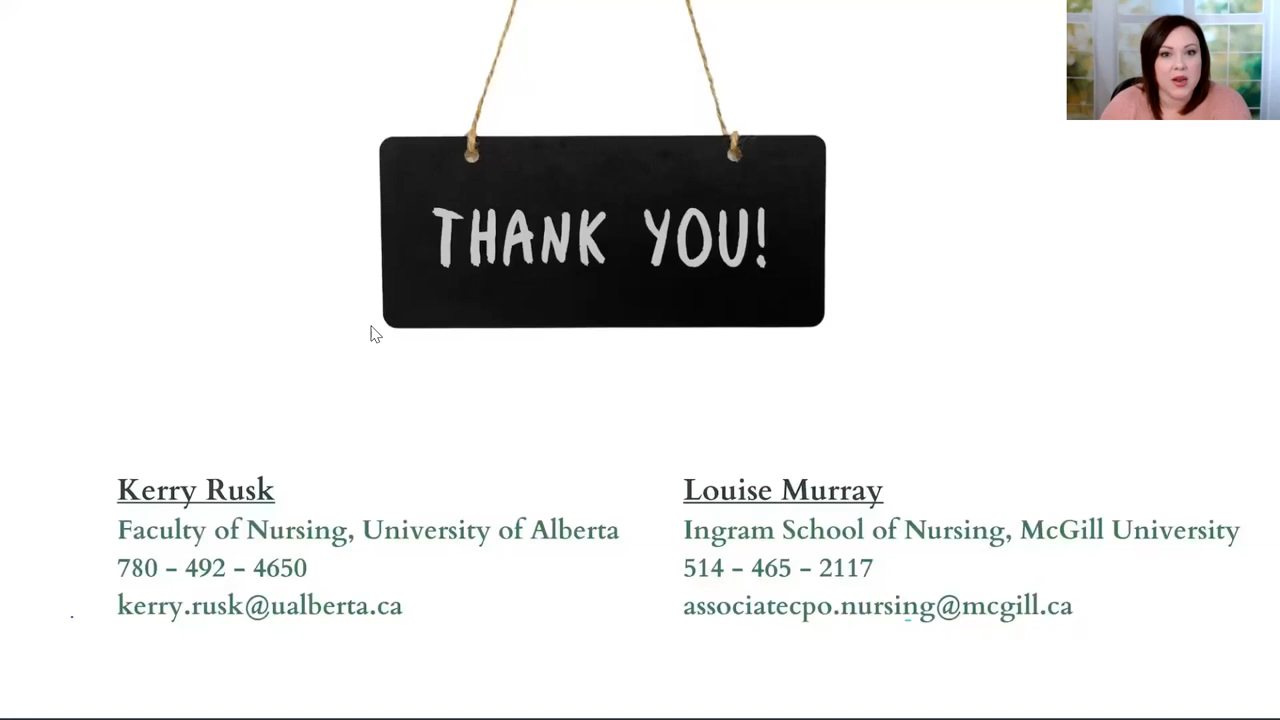 THANK YOU!
Kerry Rusk
Faculty of Nursing, University of Alberta
780 - 492 - 4650
kerry.rusk@ualberta.ca
Louise Murray
Ingram School of Nursing, McGill University
514 - 465 - 2117
associatecpo.nursing@mcgill.ca